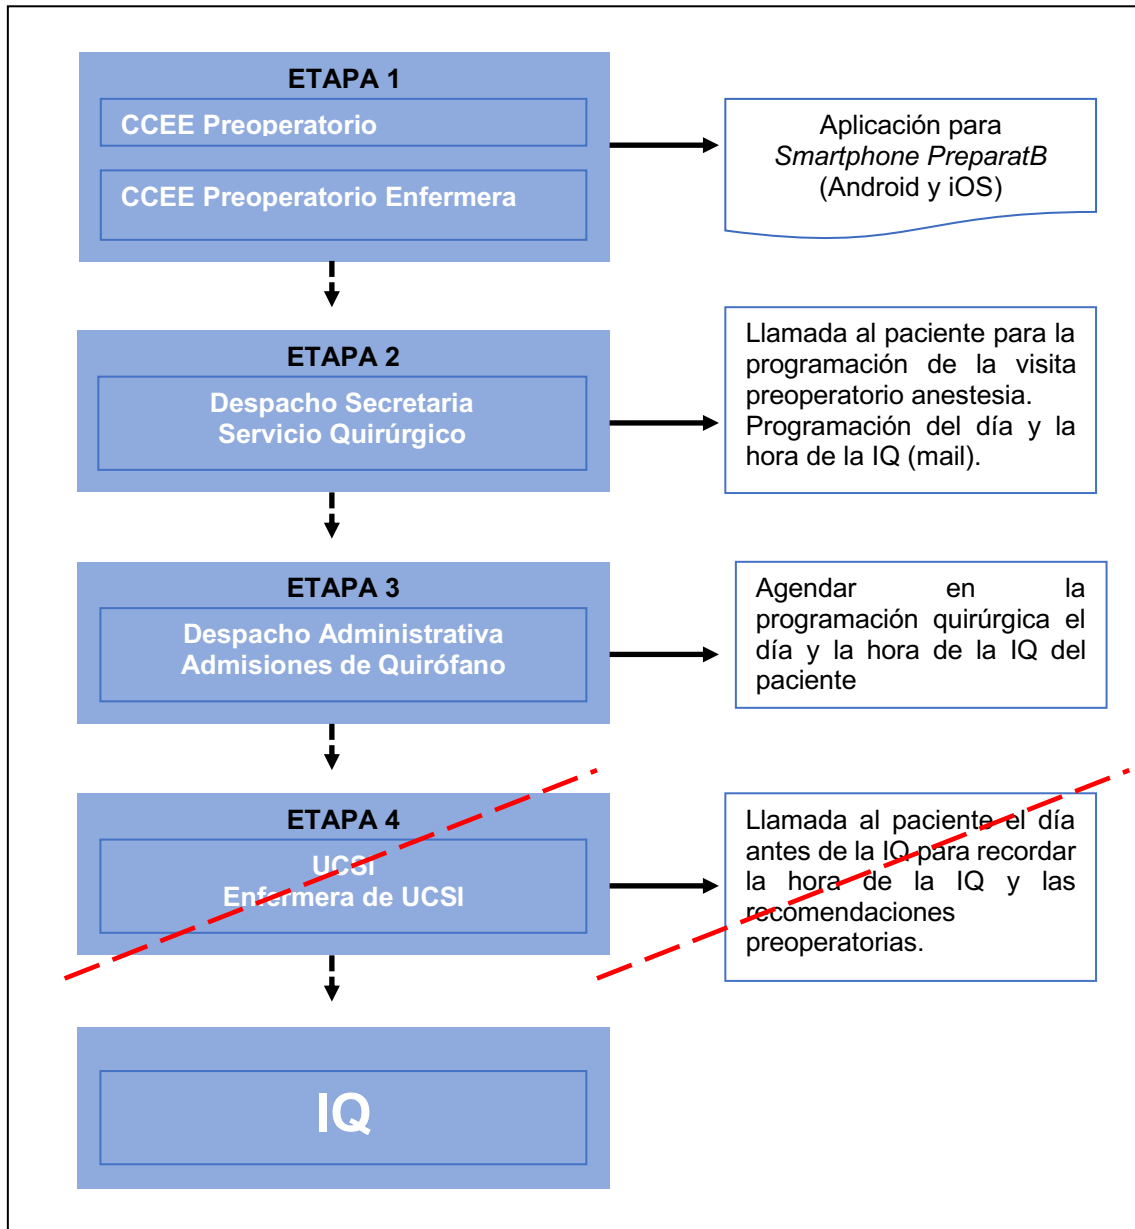 ETAPA 1
CCEE Preoperatorio
CCEE Preoperatorio Enfermera
Aplicación para
Smartphone PreparatB
(Android y iOS)
ETAPA 2
Despacho Secretaria
Servicio Quirúrgico
Llamada al paciente para la
programación de la visita
preoperatorio anestesia.
Programación del día y la
hora de la IQ (mail).
ETAPA 3
Despacho Administrativa
Admisiones de Quirófano
Agendar en la
programación quirúrgica el
día y la hora de la IQ del
paciente
ETAPA 4
UCSI
Enfermera de UCSI
Llamada al paciente el día
antes de la IQ para recordar
la hora de la IQ y las
recomendaciones
preoperatorias.
IQ